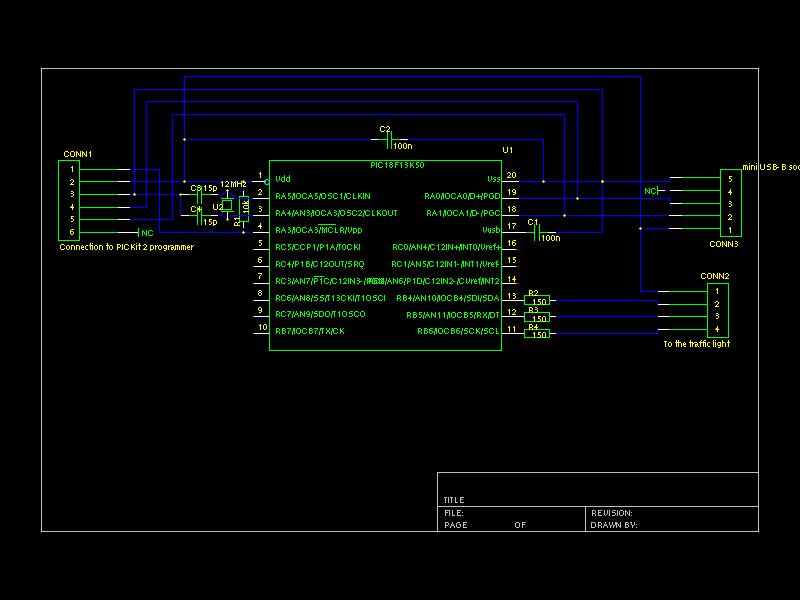 C2
100n
CONN1
1
2
3
4
5
6
NC
Connection to PICKit 2 programmer
C3
15p
C4
15p
12MHZ
U2
R1
10k
U1
PIC18F13K50
1
Vdd
2
RA5/IOCA5/OSC1/CLKIN
3
RA4/AN3/IOCA3/OSC2/CLKOUT
4
RA3/IOCA3/MCLR/Vpp
5
RC5/CCP1/P1A/T0CKI
6
RC4/P1B/C12OUT/SRQ
7
RC3/AN7/P1C/C12IN3-/PGM
8
RC6/AN8/SS/T13CKI/T1OSCI
9
RC7/AN9/SDO/T1OSCO
10
RB7/IOCB7/TX/CK
Vss
20
RA0/IOCA0/D+/PGD
19
RA1/IOCA1/D-/PGC
18
Vusb
17
RC0/AN4/C12IN+/INT0/Vref+
16
RC1/AN5/C12IN1-/INT1/Vref-
15
RC2/AN6/P1D/C12IN2-/CVref/INT2
14
RB4/AN10/IOCB4/SDI/SDA
13
RB5/AN11/IOCB5/RX/DT
12
RB6/IOCB6/SCK/SCL
11
C1
100n
R2
150
R3
150
R4
150
mini USB-B soc
5
NC
4
3
2
1
CONN3
CONN2
1
2
3
4
To the traffic light
TITLE
FILE:
REVISION:
PAGE
OF
DRAWN BY: